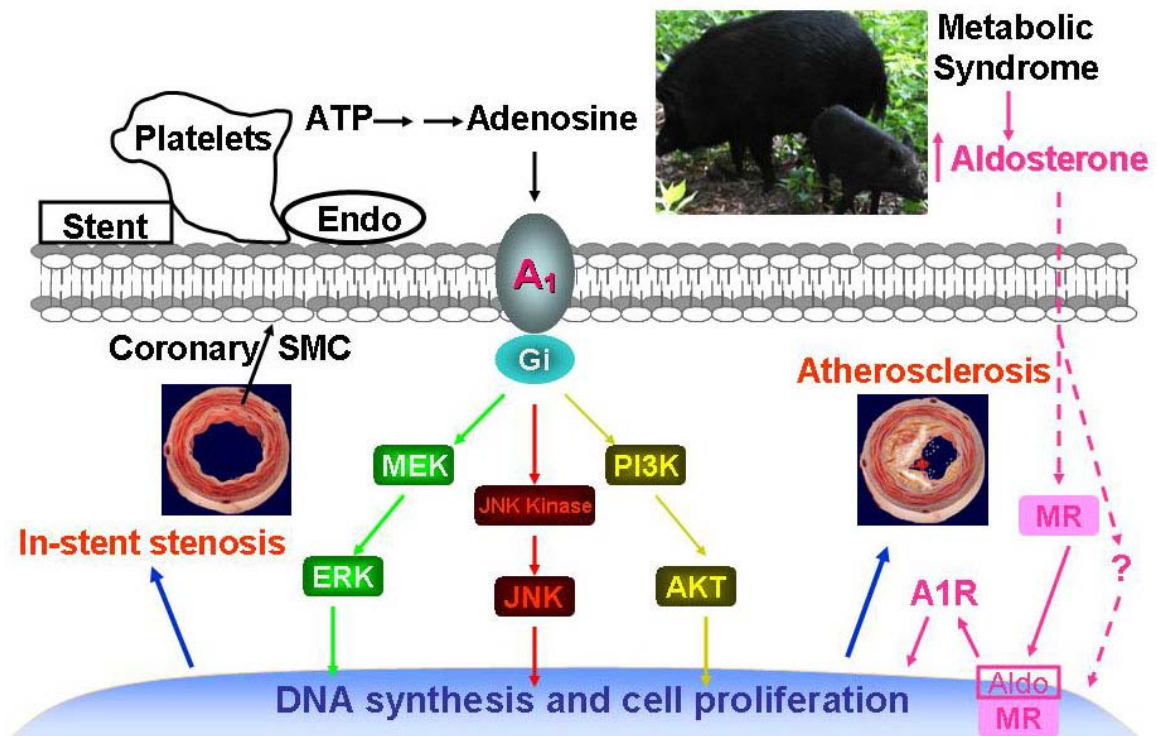 Metabolic
Syndrome
Platelets
ATP
Adenosine
Aldosterone
Stent
Endo
A1
Coronary SMC
Gi
Atherosclerosis
MEK
PI3K
JNK Kinase
MR
In-stent stenosis
ERK
JNK
AKT
A1R
?
DNA synthesis and cell proliferation
Aldo
MR